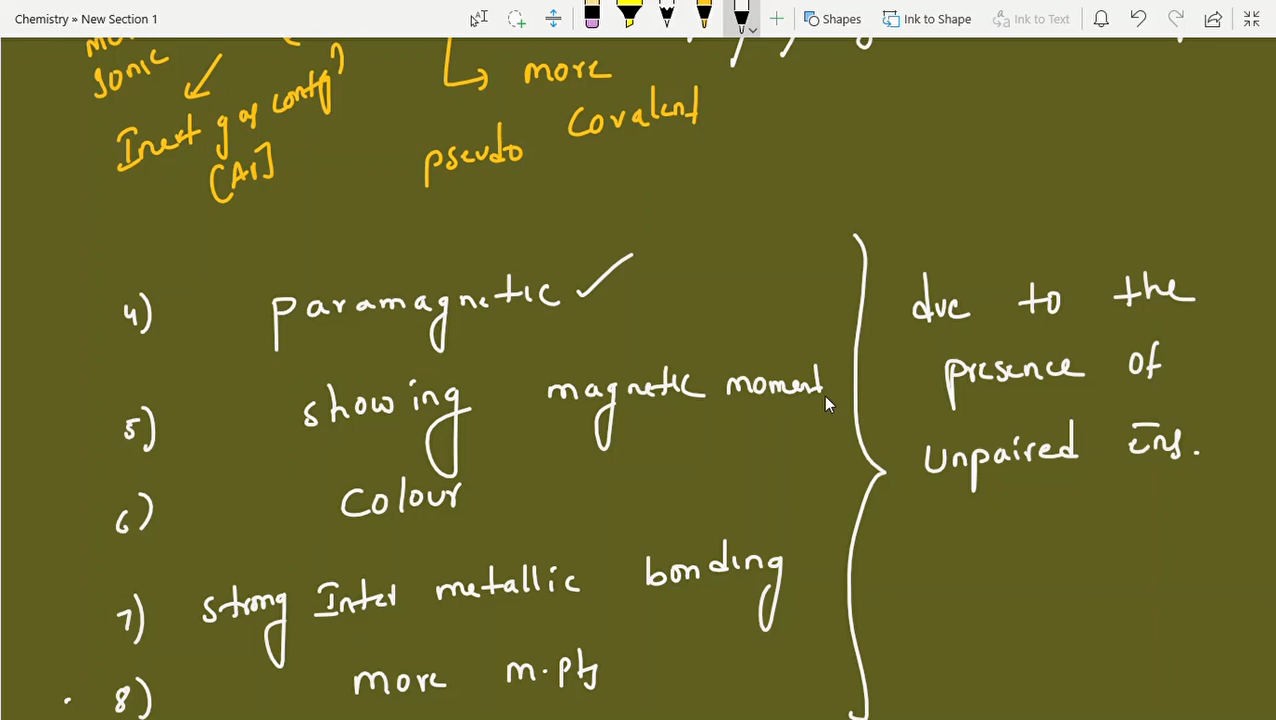 Chemistry » New Section 1
Shapes
Ink to Shape
Ink to Text
more
Covalent
Inert gas config
[Ar]
pseudo
4) paramagnetic ✓
5) showing magnetic moment
6) Colour
7) strong Inter metallic bonding
8) more m.pts
due to the
presence of
unpaired ēns.